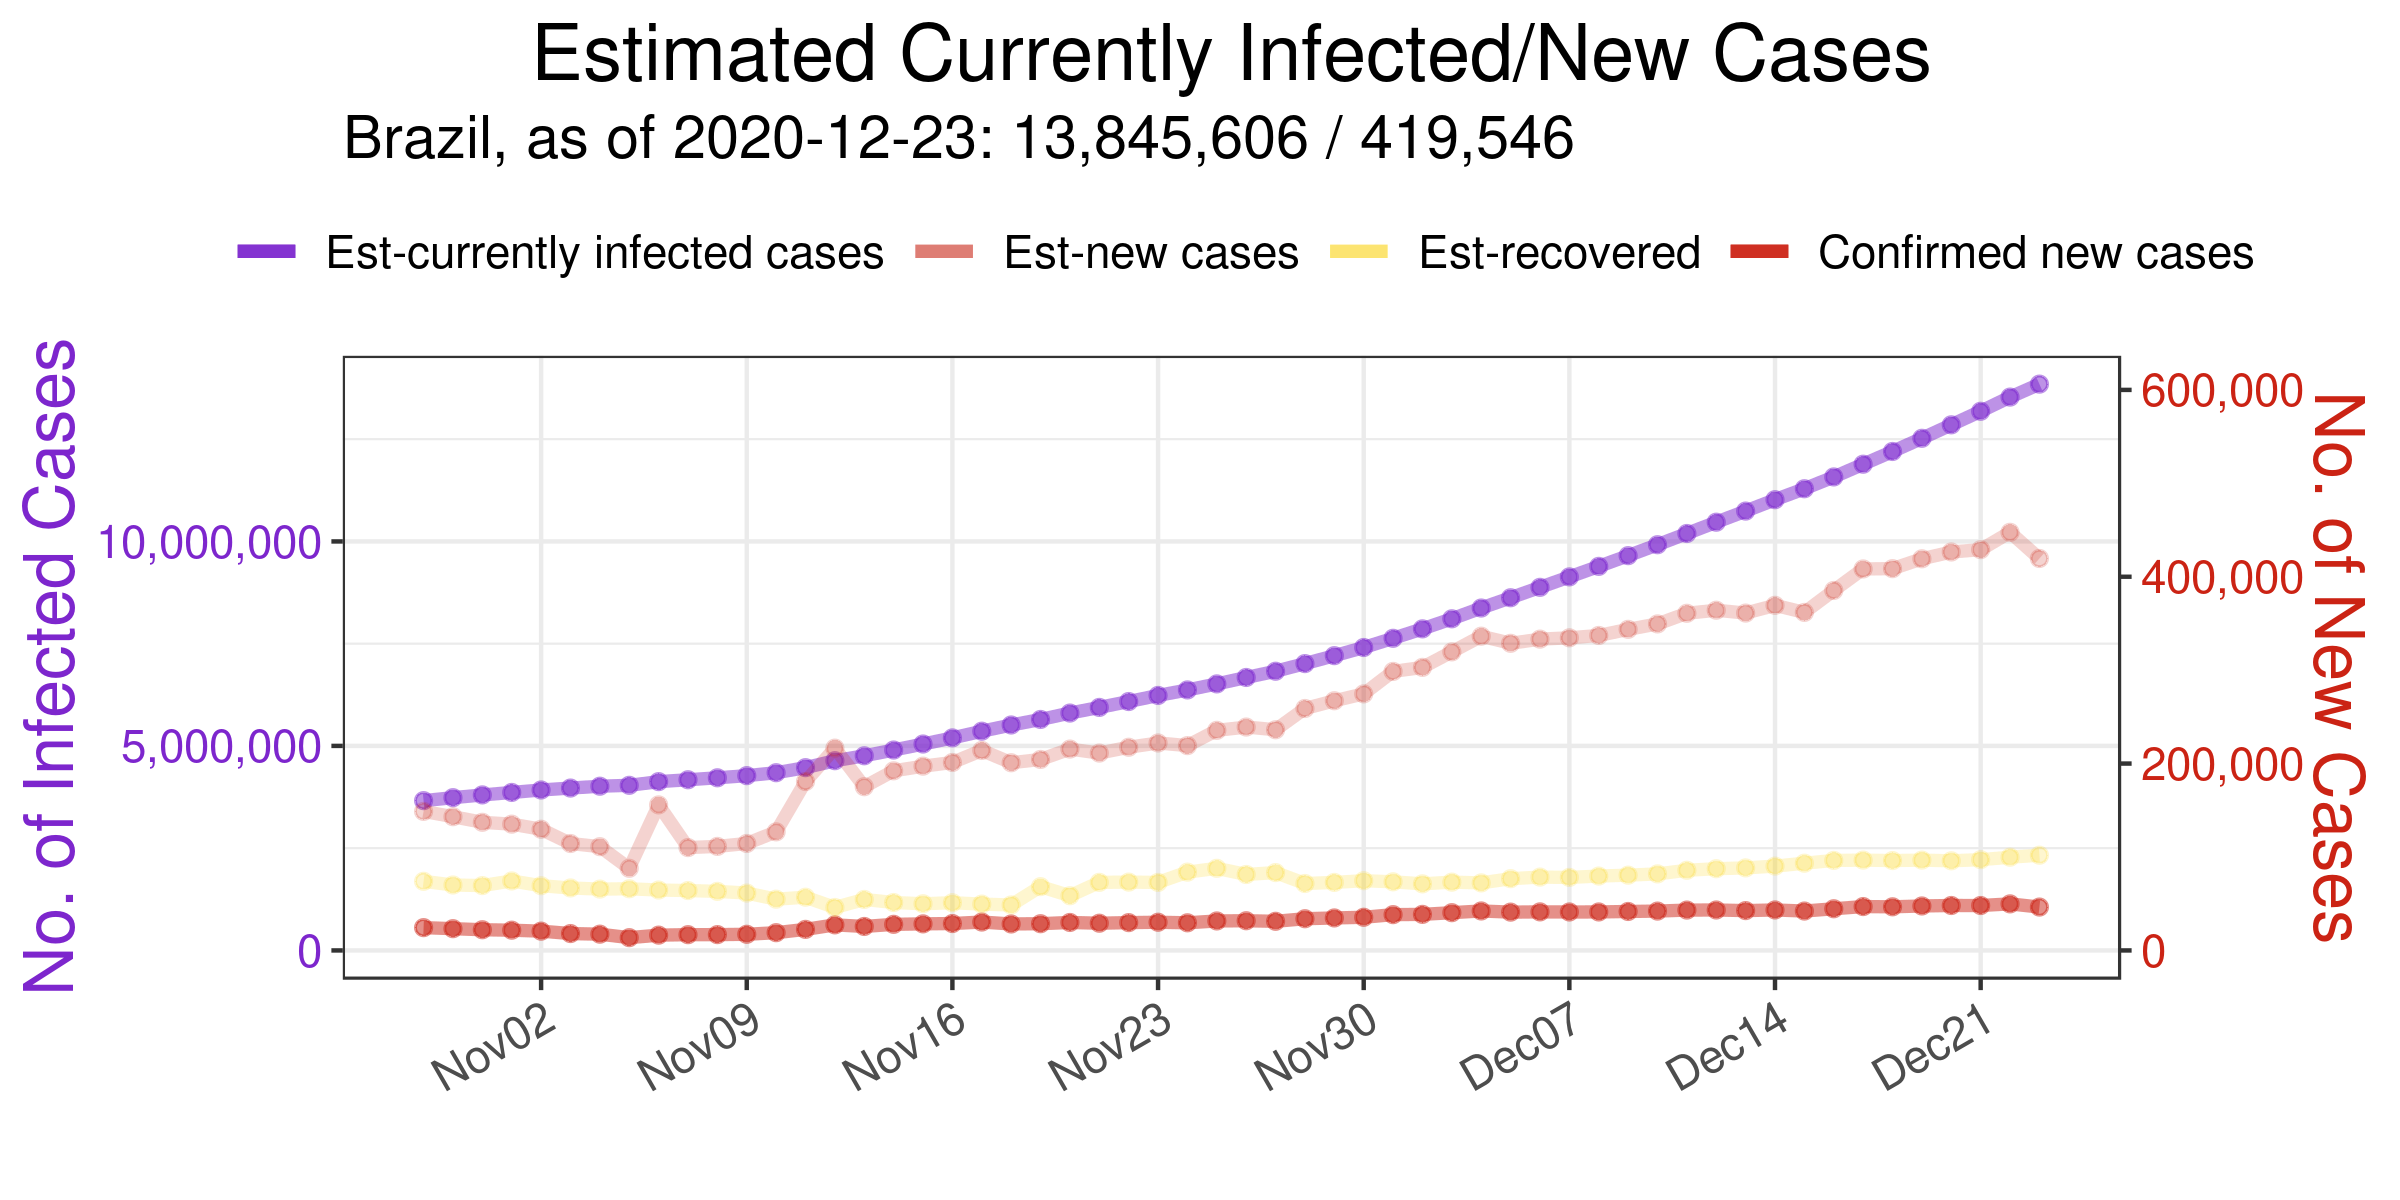 Estimated Currently Infected/New Cases
Brazil, as of 2020-12-23: 13,845,606 / 419,546
Est-currently infected cases Est-new cases Est-recovered Confirmed new cases
No. of Infected Cases
10,000,000
5,000,000
0
600,000
400,000
200,000
0
No. of New Cases
Nov02 Nov09 Nov16 Nov23 Nov30 Dec07 Dec14 Dec21